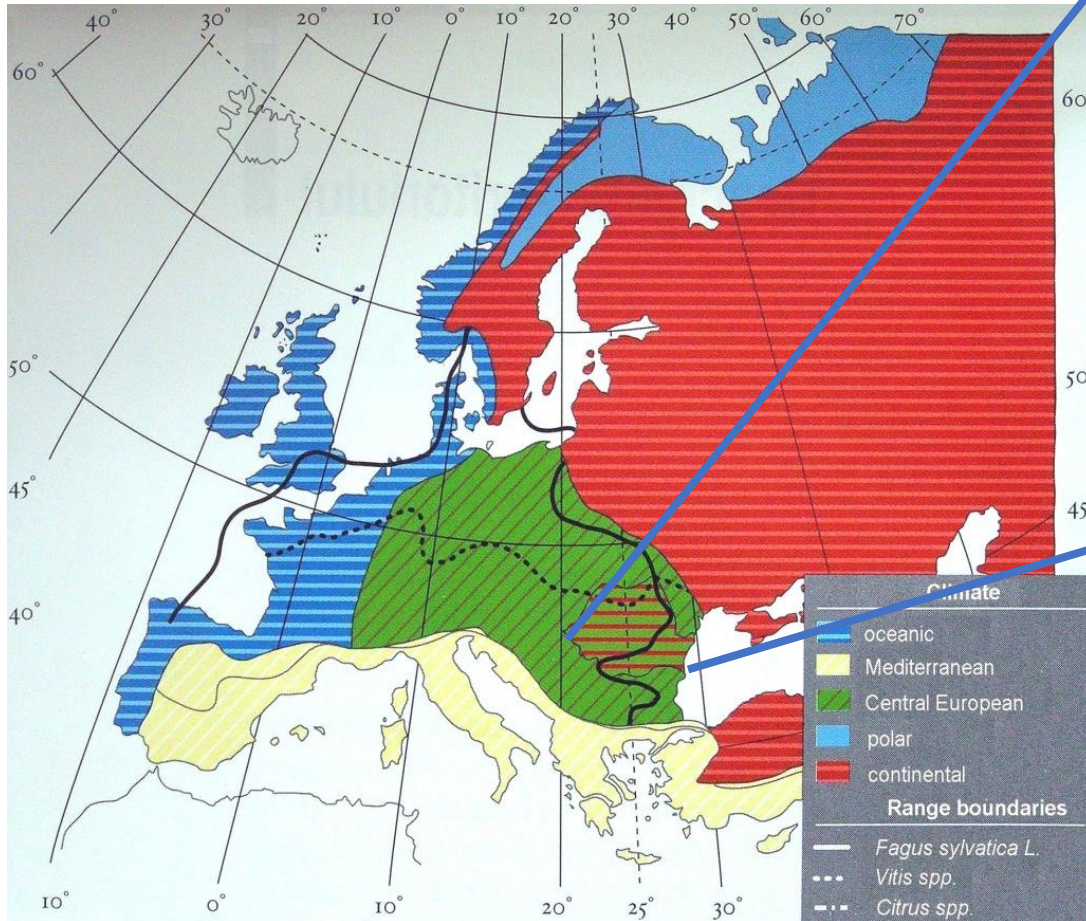 40° 30° 20° 10° 0° 10° 20° 30° 40° 50° 60° 70°
60°
60
50°
50
45°
45
40°
Climate
oceanic
Mediterranean
Central European
polar
continental
Range boundaries
Fagus sylvatica L.
Vitis spp.
Citrus spp.
10° 0° 10° 20° 25° 30°